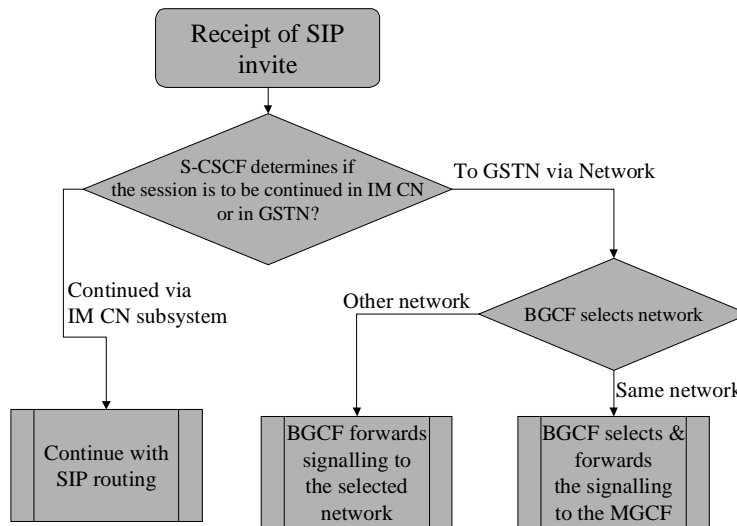 Receipt of SIP
invite
S-CSCF determines if
the session is to be continued in IM CN
or in GSTN?
To GSTN via Network
Continued via
IM CN subsystem
Other network
BGCF selects network
Same network
Continue with
SIP routing
BGCF forwards
signalling to
the selected
network
BGCF selects &
forwards
the signalling
to the MGCF